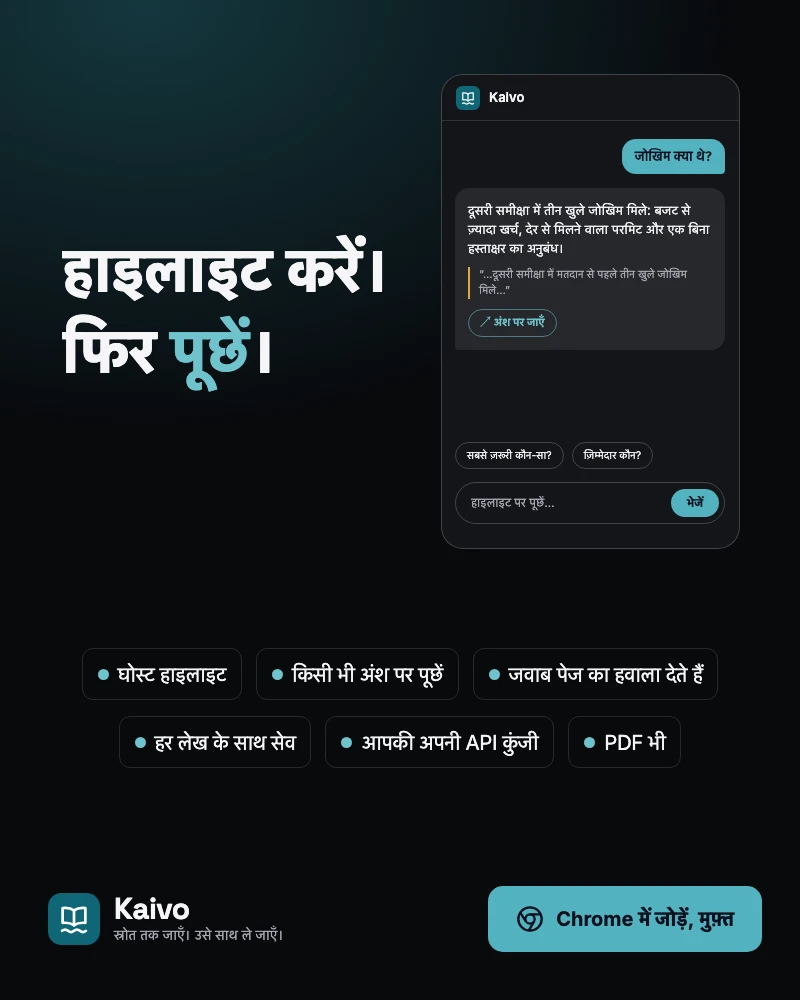 हाइलाइट करें।
फिर पूछें।
Kaivo
जोखिम क्या थे?
दूसरी समीक्षा में तीन खुले जोखिम मिले: बजट से
ज़्यादा खर्च, देर से मिलने वाला परमिट और एक बिना
हस्ताक्षर का अनुबंध।
"…दूसरी समीक्षा में मतदान से पहले तीन खुले जोखिम
मिले…"
↗ अंश पर जाएँ
सबसे ज़रूरी कौन-सा?
ज़िम्मेदार कौन?
हाइलाइट पर पूछें…
भेजें
घोस्ट हाइलाइट
किसी भी अंश पर पूछें
जवाब पेज का हवाला देते हैं
हर लेख के साथ सेव
आपकी अपनी API कुंजी
PDF भी
Kaivo
स्रोत तक जाएँ। उसे साथ ले जाएँ।
Chrome में जोड़ें, मुफ़्त